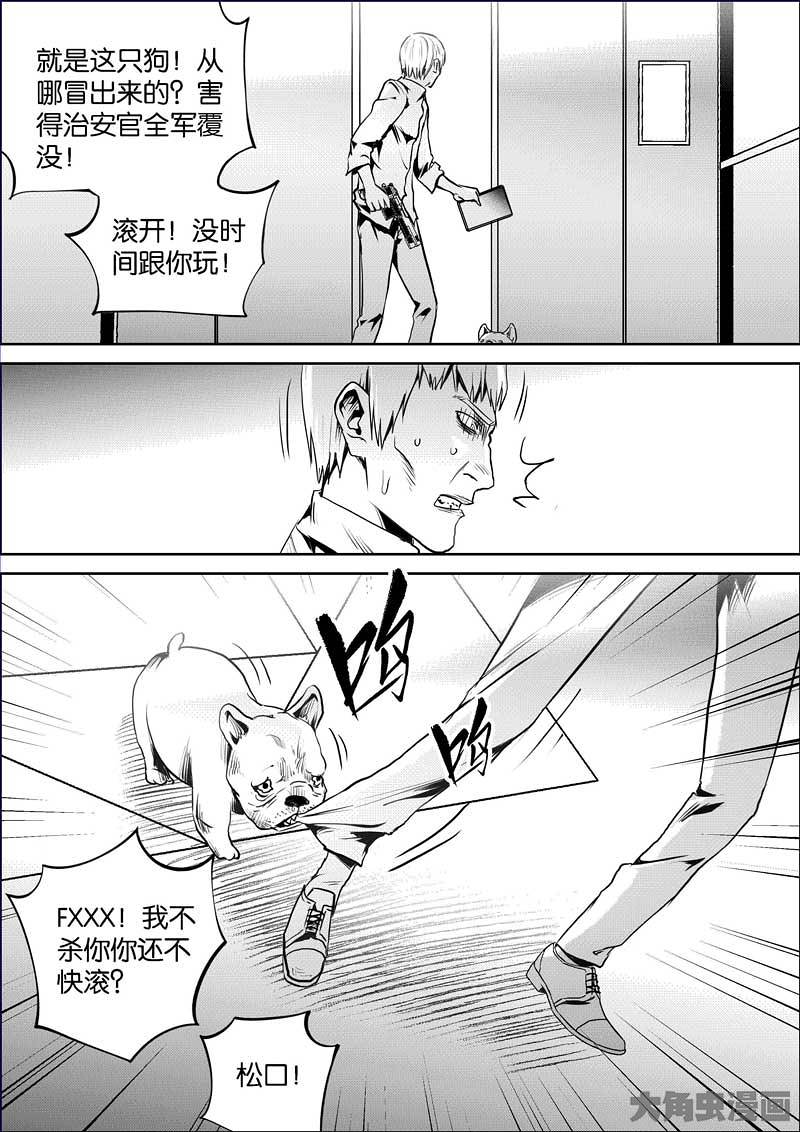 就是这只狗！从
哪冒出来的？害
得治安官全军覆
没！
滚开！没时
间跟你玩！
呜
呜
FXXX！我不
杀你你还不
快滚？
松口！
大角虫漫画